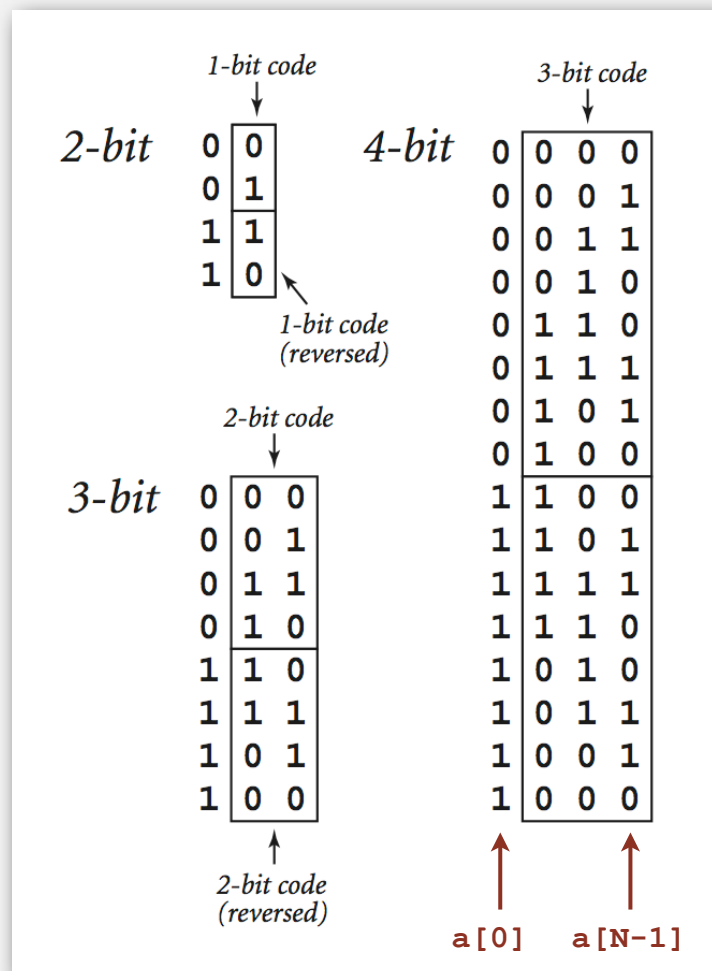 1-bit code
2-bit
0 0
0 1
1 1
1 0
1-bit code
(reversed)
2-bit code
3-bit
0 0 0
0 0 1
0 1 1
0 1 0
1 1 0
1 1 1
1 0 1
1 0 0
2-bit code
(reversed)
3-bit code
4-bit
0 0 0 0
0 0 0 1
0 0 1 1
0 0 1 0
0 1 1 0
0 1 1 1
0 1 0 1
0 1 0 0
1 1 0 0
1 1 0 1
1 1 1 1
1 1 1 0
1 0 1 0
1 0 1 1
1 0 0 1
1 0 0 0
a[0] a[N-1]